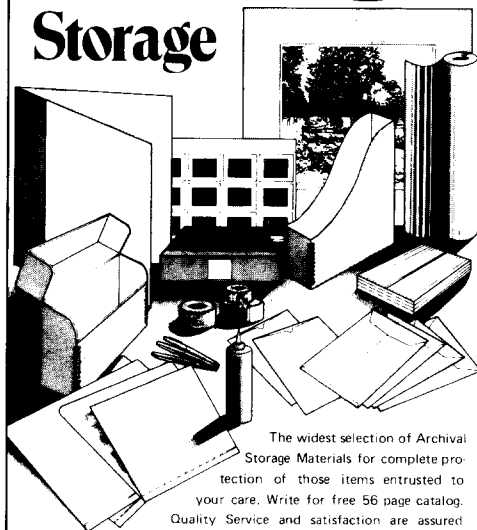 Storage
The widest selection of Archival
Storage Materials for complete pro-
tection of those items entrusted to
your care. Write for free 56 page catalog.
Quality Service and satisfaction are assured